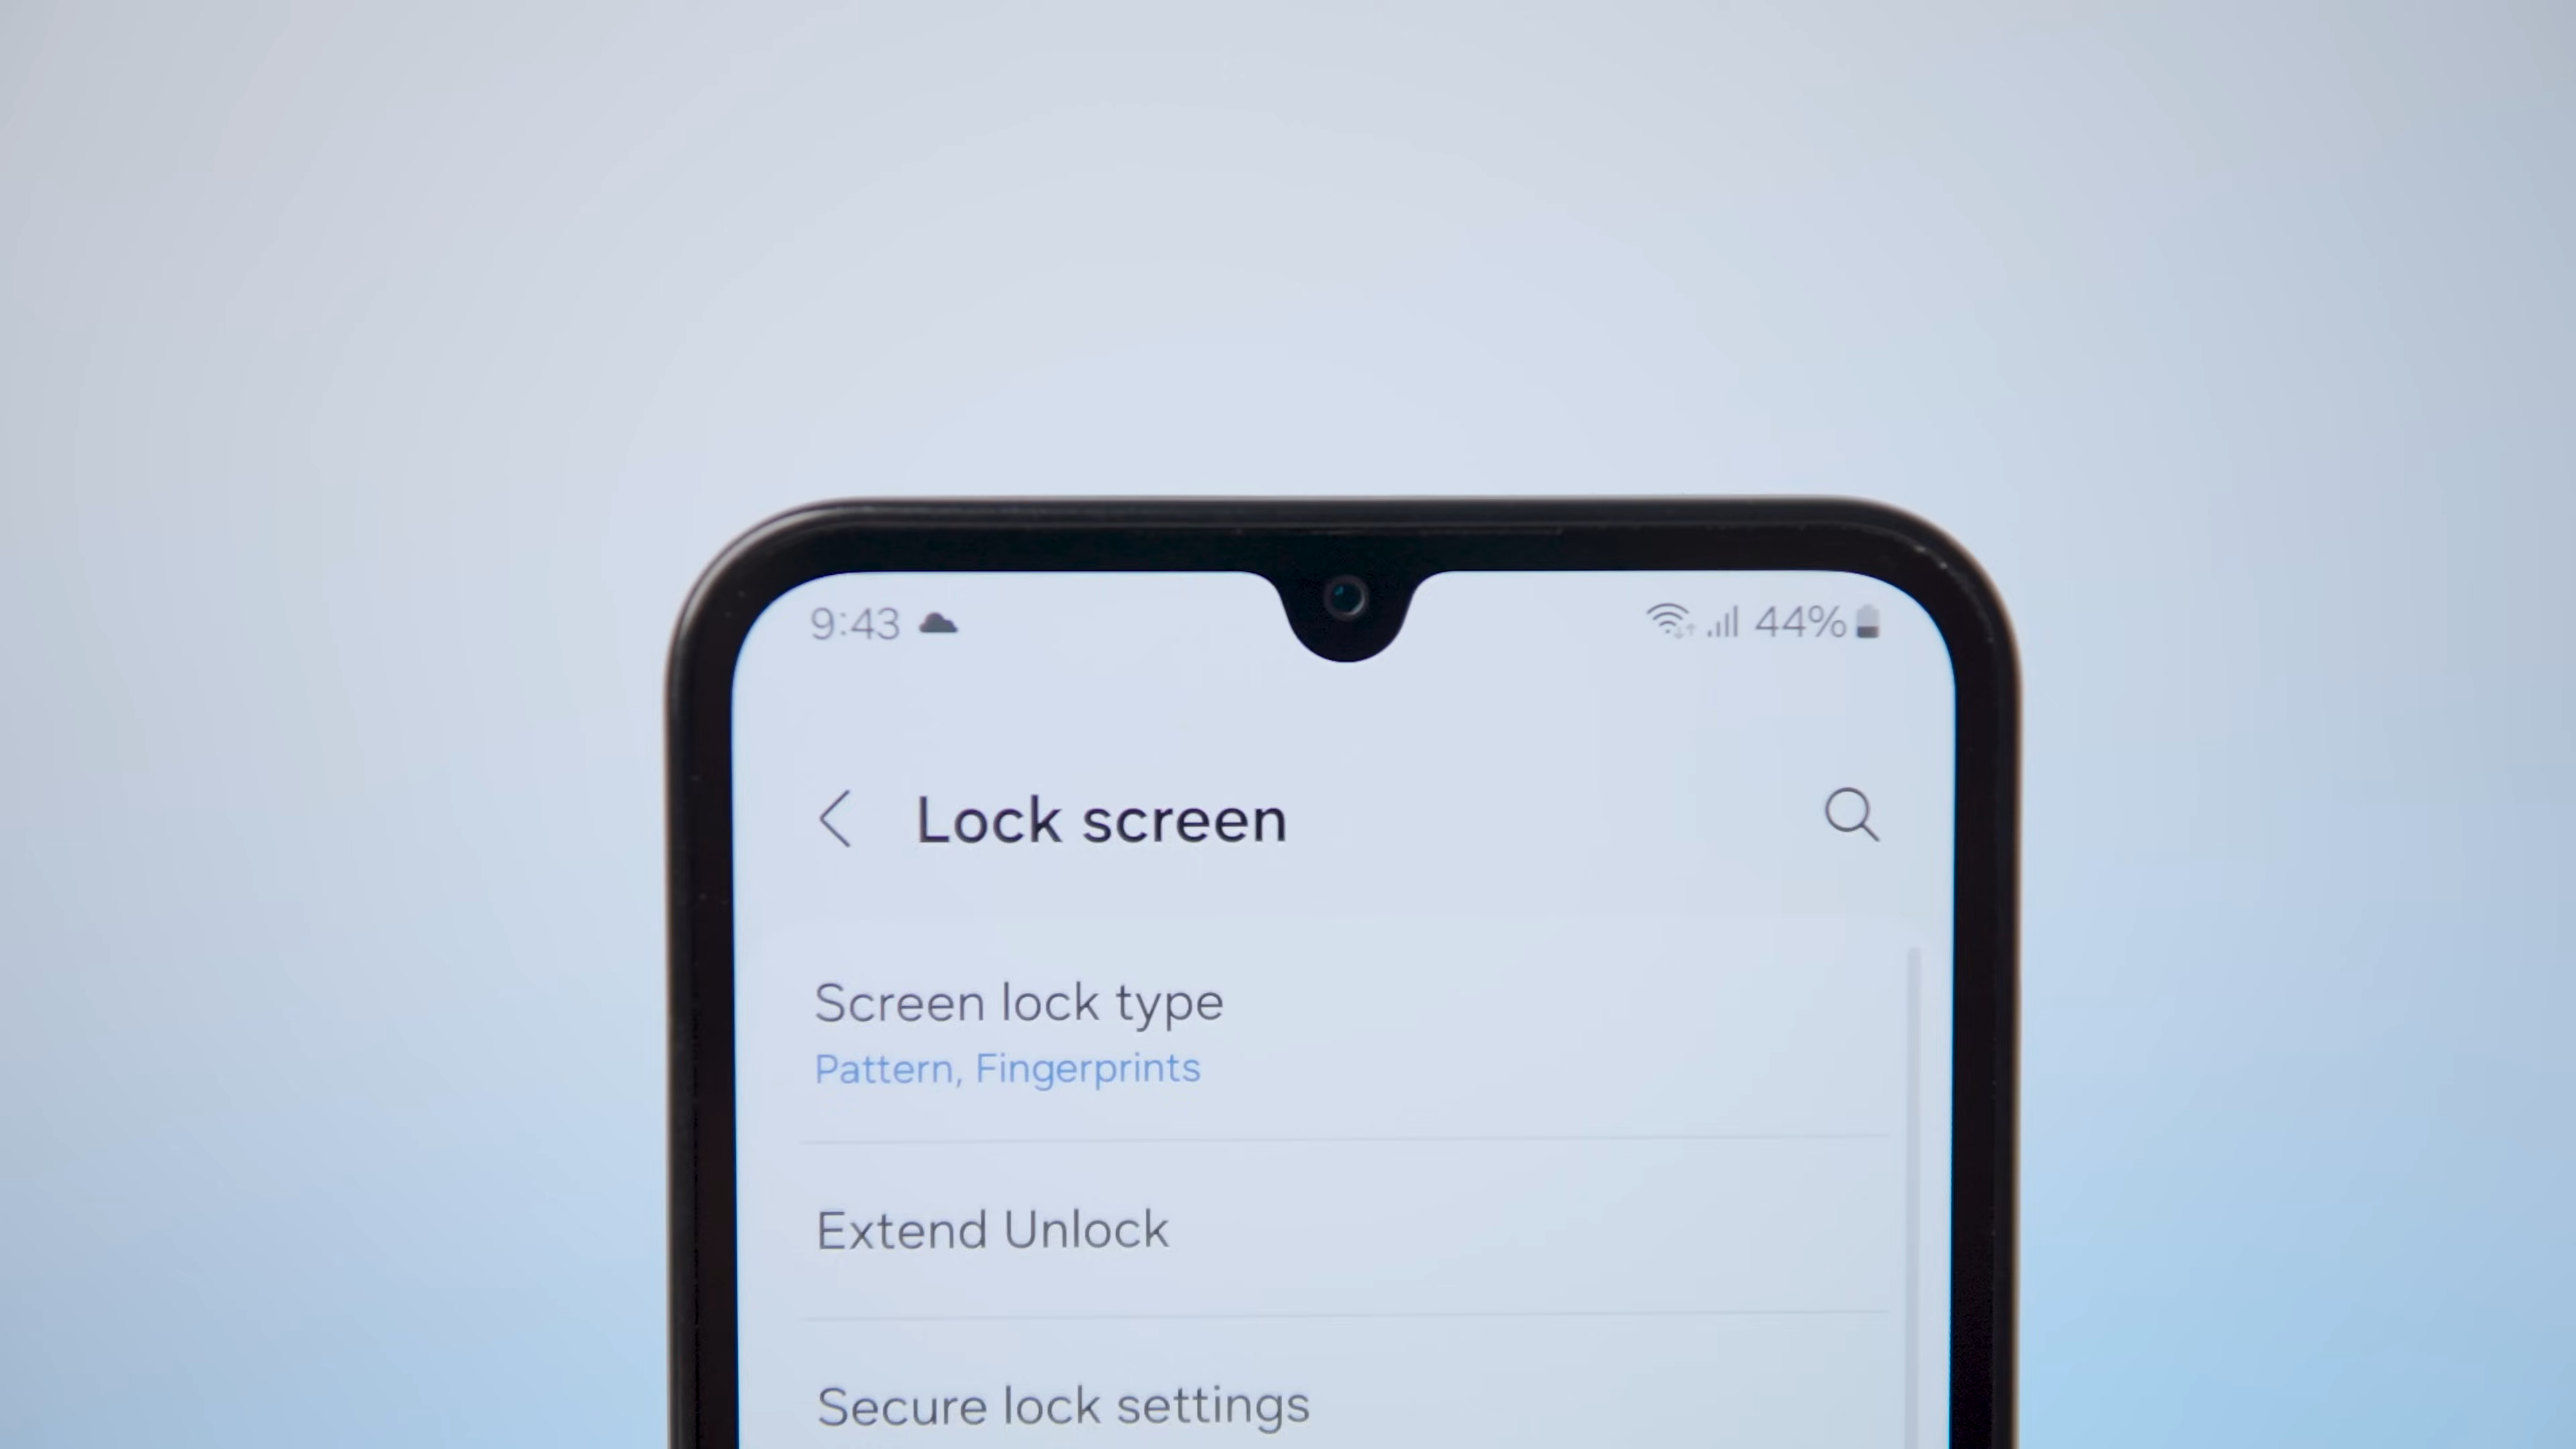 9:43 44%
Lock screen
Screen lock type
Pattern, Fingerprints
Extend Unlock
Secure lock settings